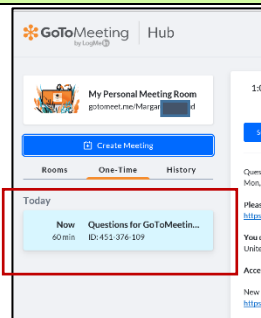 GoToMeeting Hub
by LogMeIn
My Personal Meeting Room
gotomeet.me/Margar d
Create Meeting
Rooms One-Time History
Today
Now Questions for GoToMeetin...
60 min ID: 451-376-109
1:0
S
Ques
Mon,
Pleas
https
You c
Unite
Acce
New
https